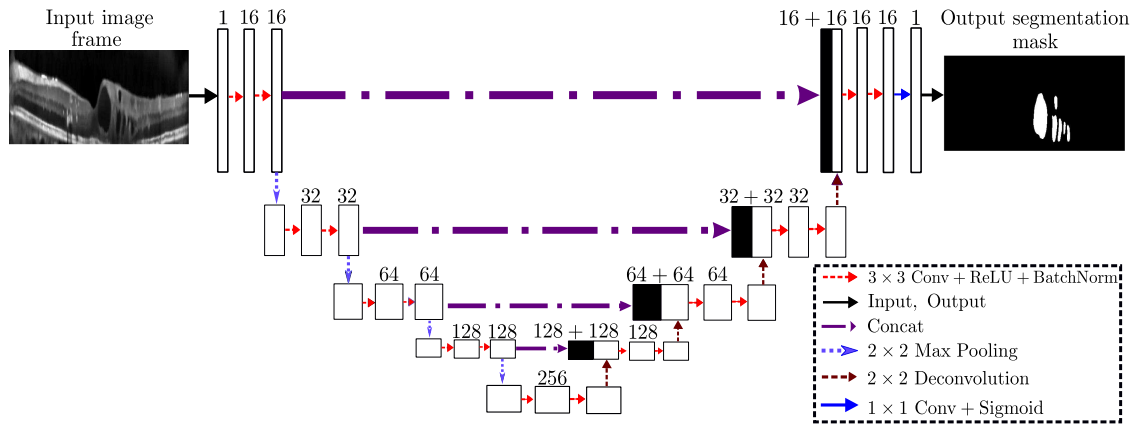 Input image
frame
1 16 16
16 + 16 16 16 1
Output segmentation
mask
32 32
32 + 32 32
64 64
64 + 64 64
128 128
128 + 128 128
256
3 × 3 Conv + ReLU + BatchNorm
Input, Output
Concat
2 × 2 Max Pooling
2 × 2 Deconvolution
1 × 1 Conv + Sigmoid